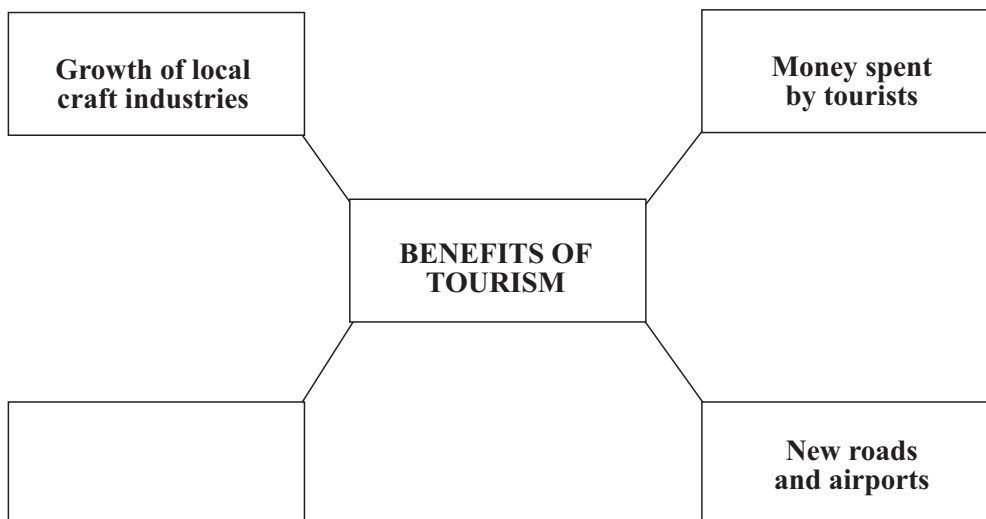 Growth of local
craft industries
Money spent
by tourists
BENEFITS OF
TOURISM
New roads
and airports